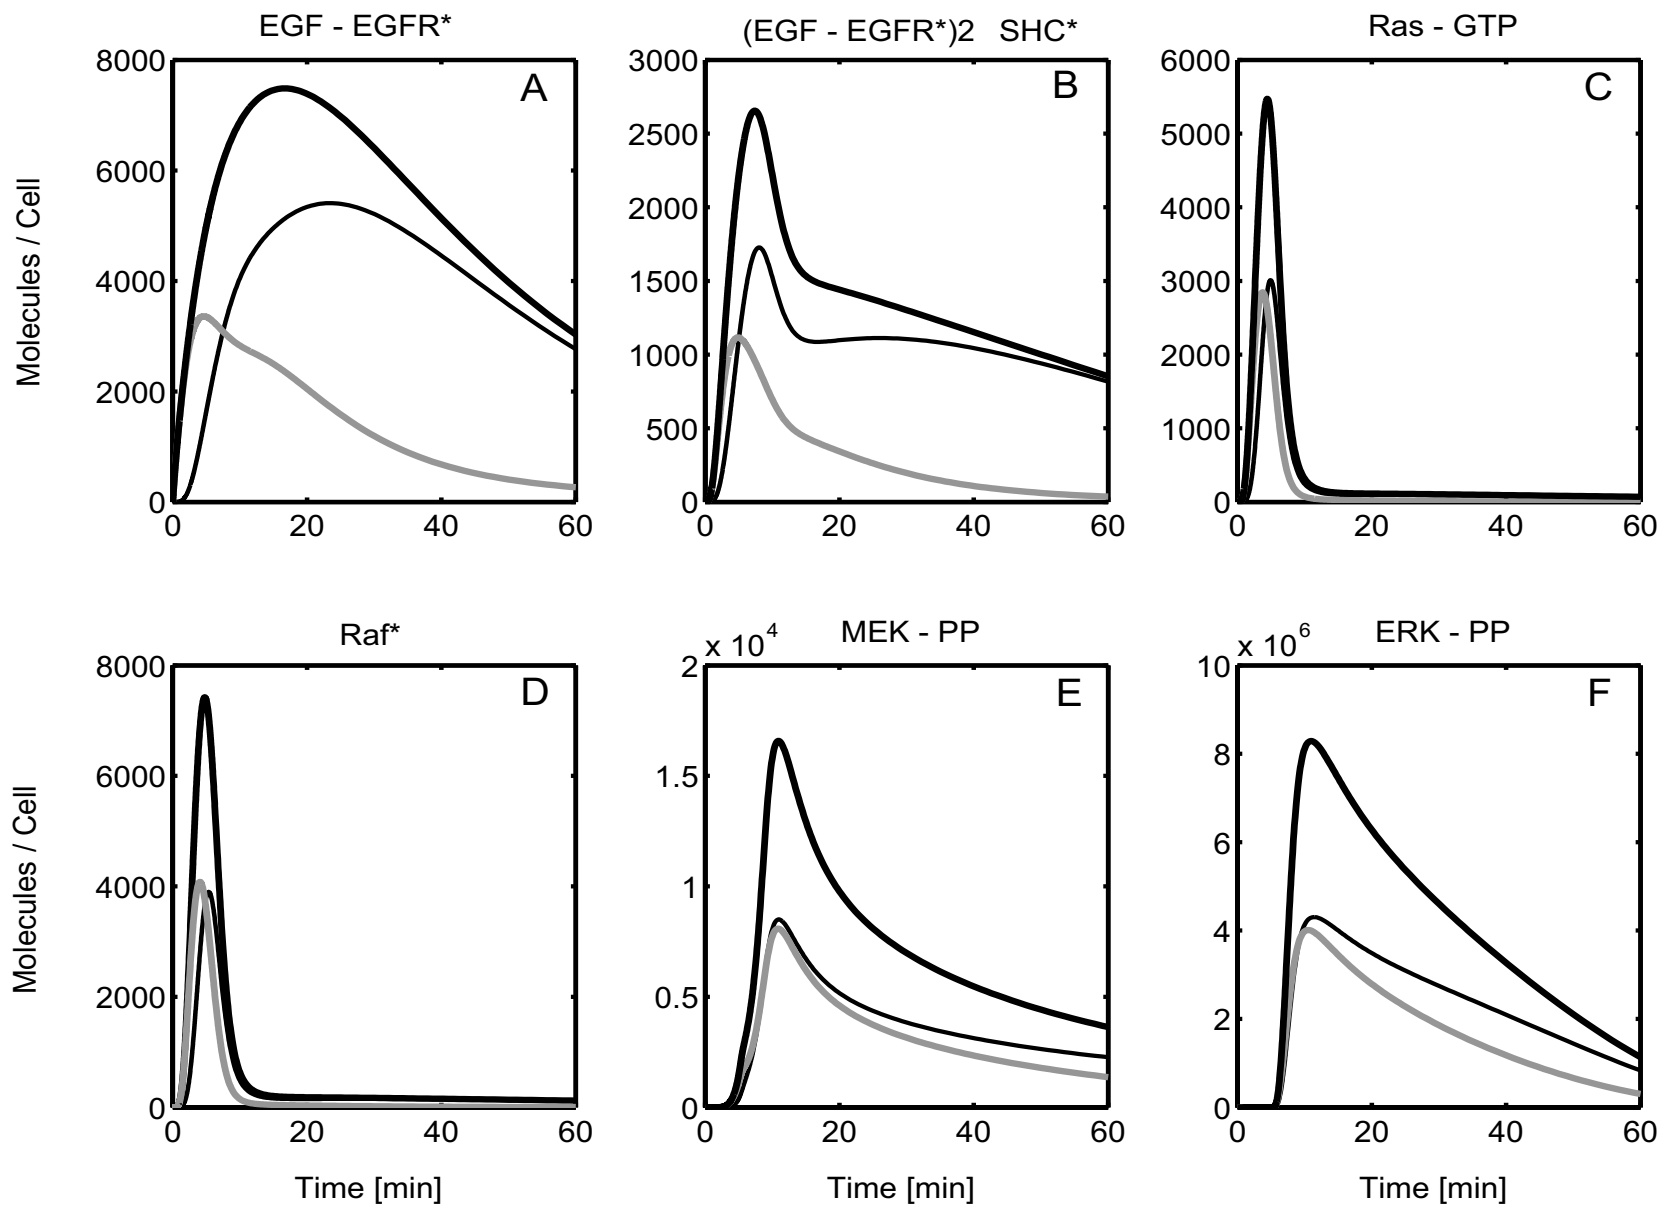 EGF - EGFR*
A
8000
6000
4000
2000
0
0 20 40 60
Molecules / Cell
(EGF - EGFR*)2 SHC*
B
3000
2500
2000
1500
1000
500
0
0 20 40 60
Ras - GTP
C
6000
5000
4000
3000
2000
1000
0
0 20 40 60
Raf*
D
8000
6000
4000
2000
0
0 20 40 60
Molecules / Cell
Time [min]
x 10^4
MEK - PP
E
2
1.5
1
0.5
0
0 20 40 60
Time [min]
x 10^6
ERK - PP
F
10
8
6
4
2
0
0 20 40 60
Time [min]